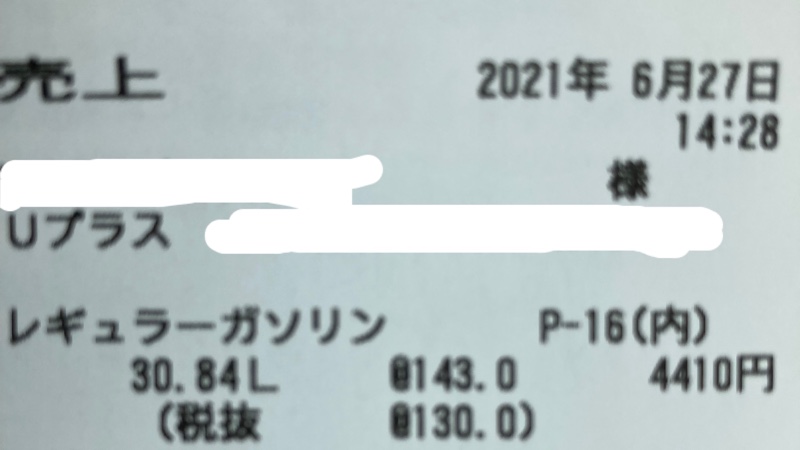 売上 2021年 6月27日
14:28
様
Uプラス
レギュラーガソリン P-16(内)
30.84L @143.0 4410円
(税抜 @130.0)